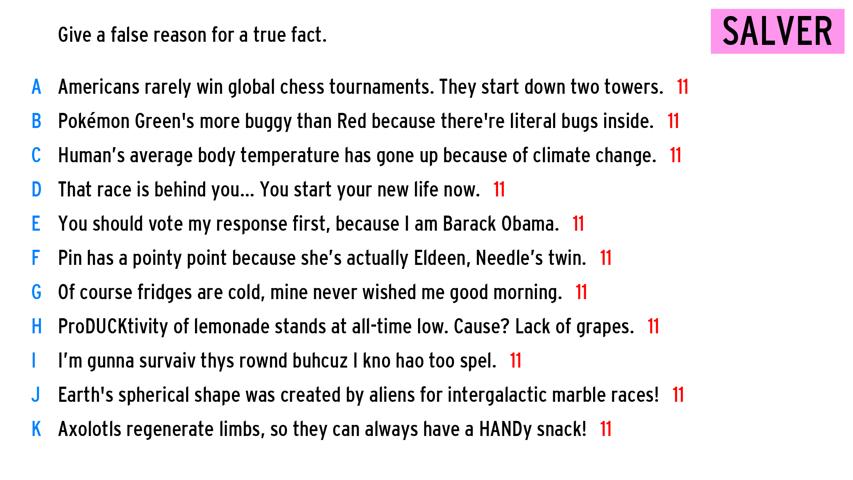 Give a false reason for a true fact.
SALVER
A Americans rarely win global chess tournaments. They start down two towers. 11
B Pokémon Green's more buggy than Red because there're literal bugs inside. 11
C Human’s average body temperature has gone up because of climate change. 11
D That race is behind you... You start your new life now. 11
E You should vote my response first, because I am Barack Obama. 11
F Pin has a pointy point because she’s actually Eldeen, Needle’s twin. 11
G Of course fridges are cold, mine never wished me good morning. 11
H ProDUCKtivity of lemonade stands at all-time low. Cause? Lack of grapes. 11
I I’m gunna survaiv thys rownd buhcuz I kno hao too spel. 11
J Earth's spherical shape was created by aliens for intergalactic marble races! 11
K Axolotls regenerate limbs, so they can always have a HANDy snack! 11